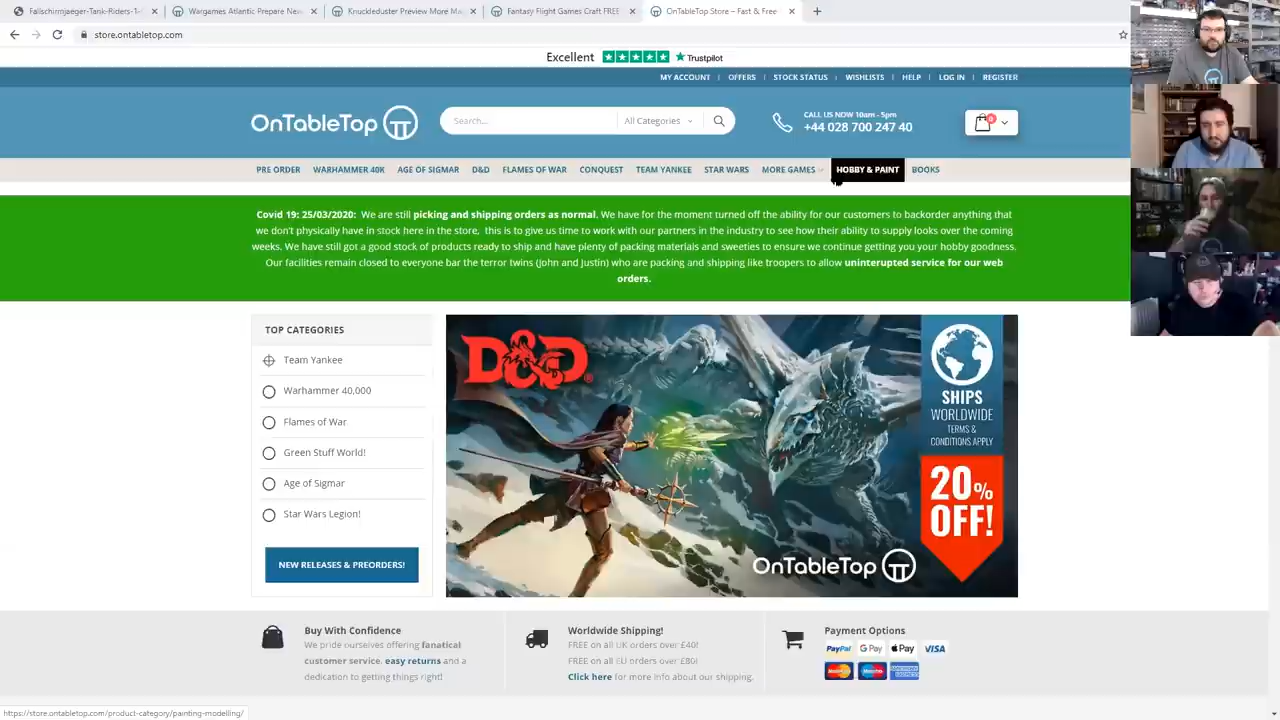 Fallschirmjaeger-Tank-Riders-1-
Wargames Atlantic Prepare New
Knuckleduster Preview More Ma
Fantasy Flight Games Craft FREE
OnTableTop Store – Fast & Free
store.ontabletop.com
Excellent
Trustpilot
MY ACCOUNT | OFFERS | STOCK STATUS | WISHLISTS | HELP | LOG IN | REGISTER
OnTableTop
Search...
All Categories
CALL US NOW 10am - 5pm
+44 028 700 247 40
0
PRE ORDER WARHAMMER 40K AGE OF SIGMAR D&D FLAMES OF WAR CONQUEST TEAM YANKEE STAR WARS MORE GAMES HOBBY & PAINT BOOKS
Covid 19: 25/03/2020: We are still picking and shipping orders as normal. We have for the moment turned off the ability for our customers to backorder anything that
we don't physically have in stock here in the store, this is to give us time to work with our partners in the industry to see how their ability to supply looks over the coming
weeks. We have still got a good stock of products ready to ship and have plenty of packing materials and sweeties to ensure we continue getting you your hobby goodness.
Our facilities remain closed to everyone bar the terror twins (John and Justin) who are packing and shipping like troopers to allow uninterupted service for our web
orders.
TOP CATEGORIES
Team Yankee
Warhammer 40,000
Flames of War
Green Stuff World!
Age of Sigmar
Star Wars Legion!
NEW RELEASES & PREORDERS!
D&D
SHIPS
WORLDWIDE
TERMS &
CONDITIONS APPLY
20%
OFF!
OnTableTop
Buy With Confidence
We pride ourselves offering fanatical
customer service, easy returns and a
dedication to getting things right!
Worldwide Shipping!
FREE on all UK orders over £40!
FREE on all EU orders over £80!
Click here for more info about our shipping.
Payment Options
PayPal G Pay Pay VISA
https://store.ontabletop.com/product-category/painting-modelling/